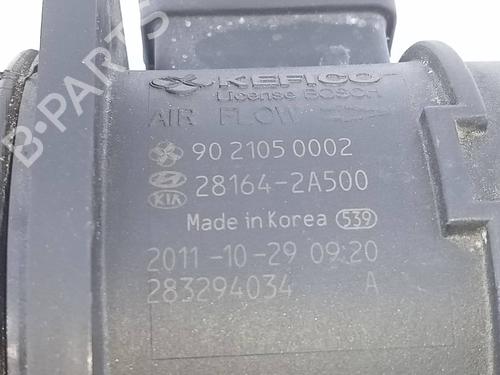 KEFICO
License BOSCH
AIR FLOW
90 2105 0002
28164-2A500
KIA
Made in Korea 539
2011-10-29 09:20
283294034 A